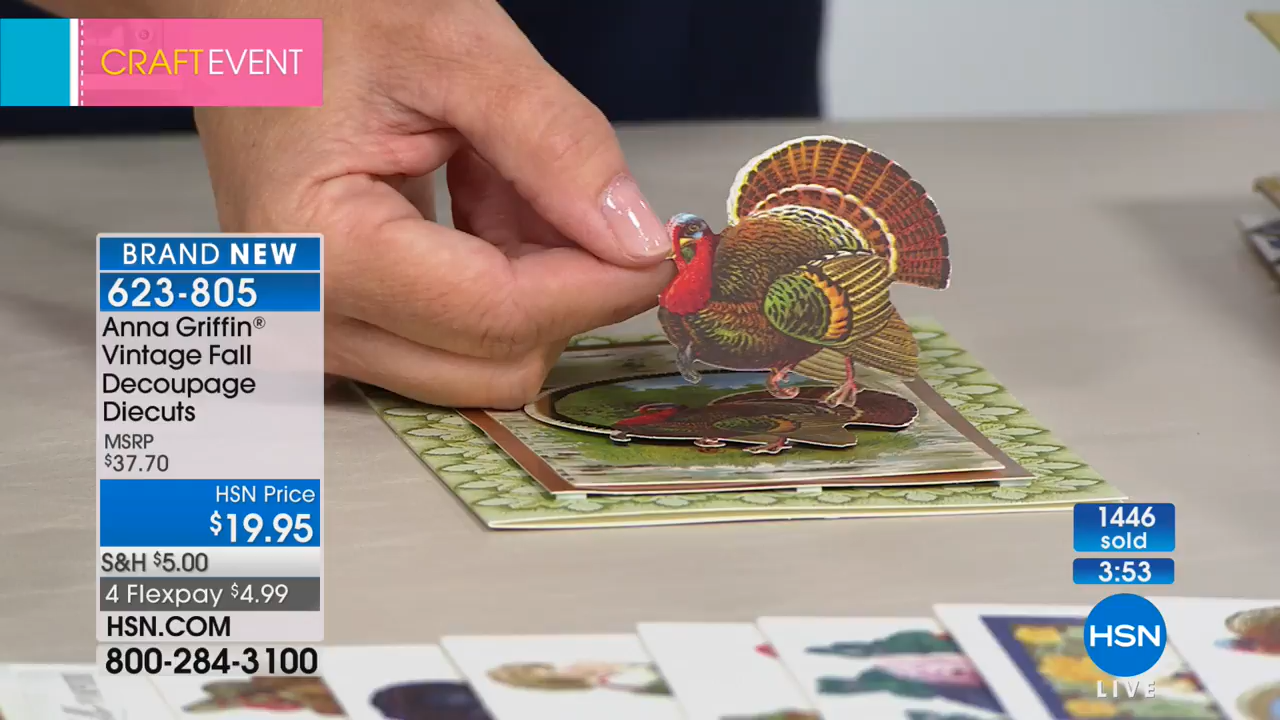 CRAFT EVENT
BRAND NEW
623-805
Anna Griffin®
Vintage Fall
Decoupage
Diecuts
MSRP
$37.70
HSN Price
$19.95
S&H $5.00
4 Flexpay $4.99
HSN.COM
800-284-3100
1446
sold
3:53
HSN
LIVE